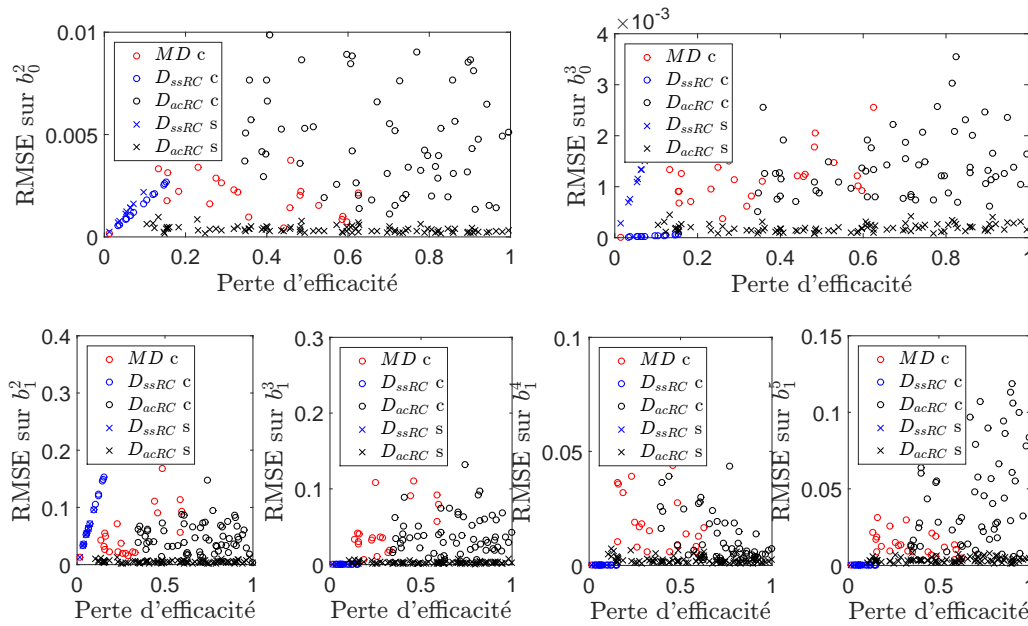 0.01
0.005
0
RMSE sur b_0^2
MD c
D_ssRC c
D_acRC c
D_ssRC s
D_acRC s
0 0.2 0.4 0.6 0.8 1
Perte d'efficacité
×10^-3
4
3
2
1
0
RMSE sur b_0^3
MD c
D_ssRC c
D_acRC c
D_ssRC s
D_acRC s
0 0.2 0.4 0.6 0.8 1
Perte d'efficacité
0.4
0.3
0.2
0.1
0
RMSE sur b_1^2
MD c
D_ssRC c
D_acRC c
D_ssRC s
D_acRC s
0 0.5 1
Perte d'efficacité
0.3
0.2
0.1
0
RMSE sur b_1^3
MD c
D_ssRC c
D_acRC c
D_ssRC s
D_acRC s
0.5 1
Perte d'efficacité
0.1
0.05
0
RMSE sur b_1^4
MD c
D_ssRC c
D_acRC c
D_ssRC s
D_acRC s
0 0.5 1
Perte d'efficacité
0.15
0.1
0.05
0
RMSE sur b_1^5
MD c
D_ssRC c
D_acRC c
D_ssRC s
D_acRC s
0.5 1
Perte d'efficacité